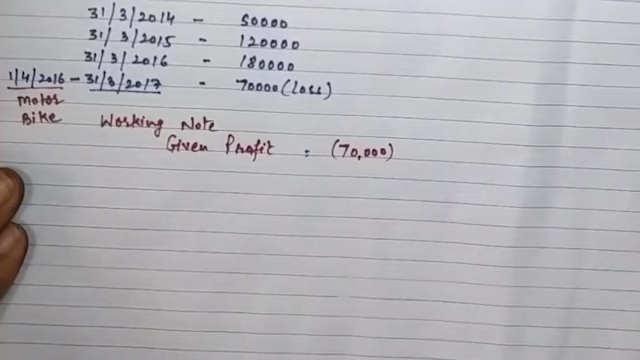 31/3/2014 - 50000
31/3/2015 - 120000
31/3/2016 - 180000
1/4/2016 - 31/3/2017 - 70000 (loss)
Motor
Bike Working Note
Given Profit : (70,000)